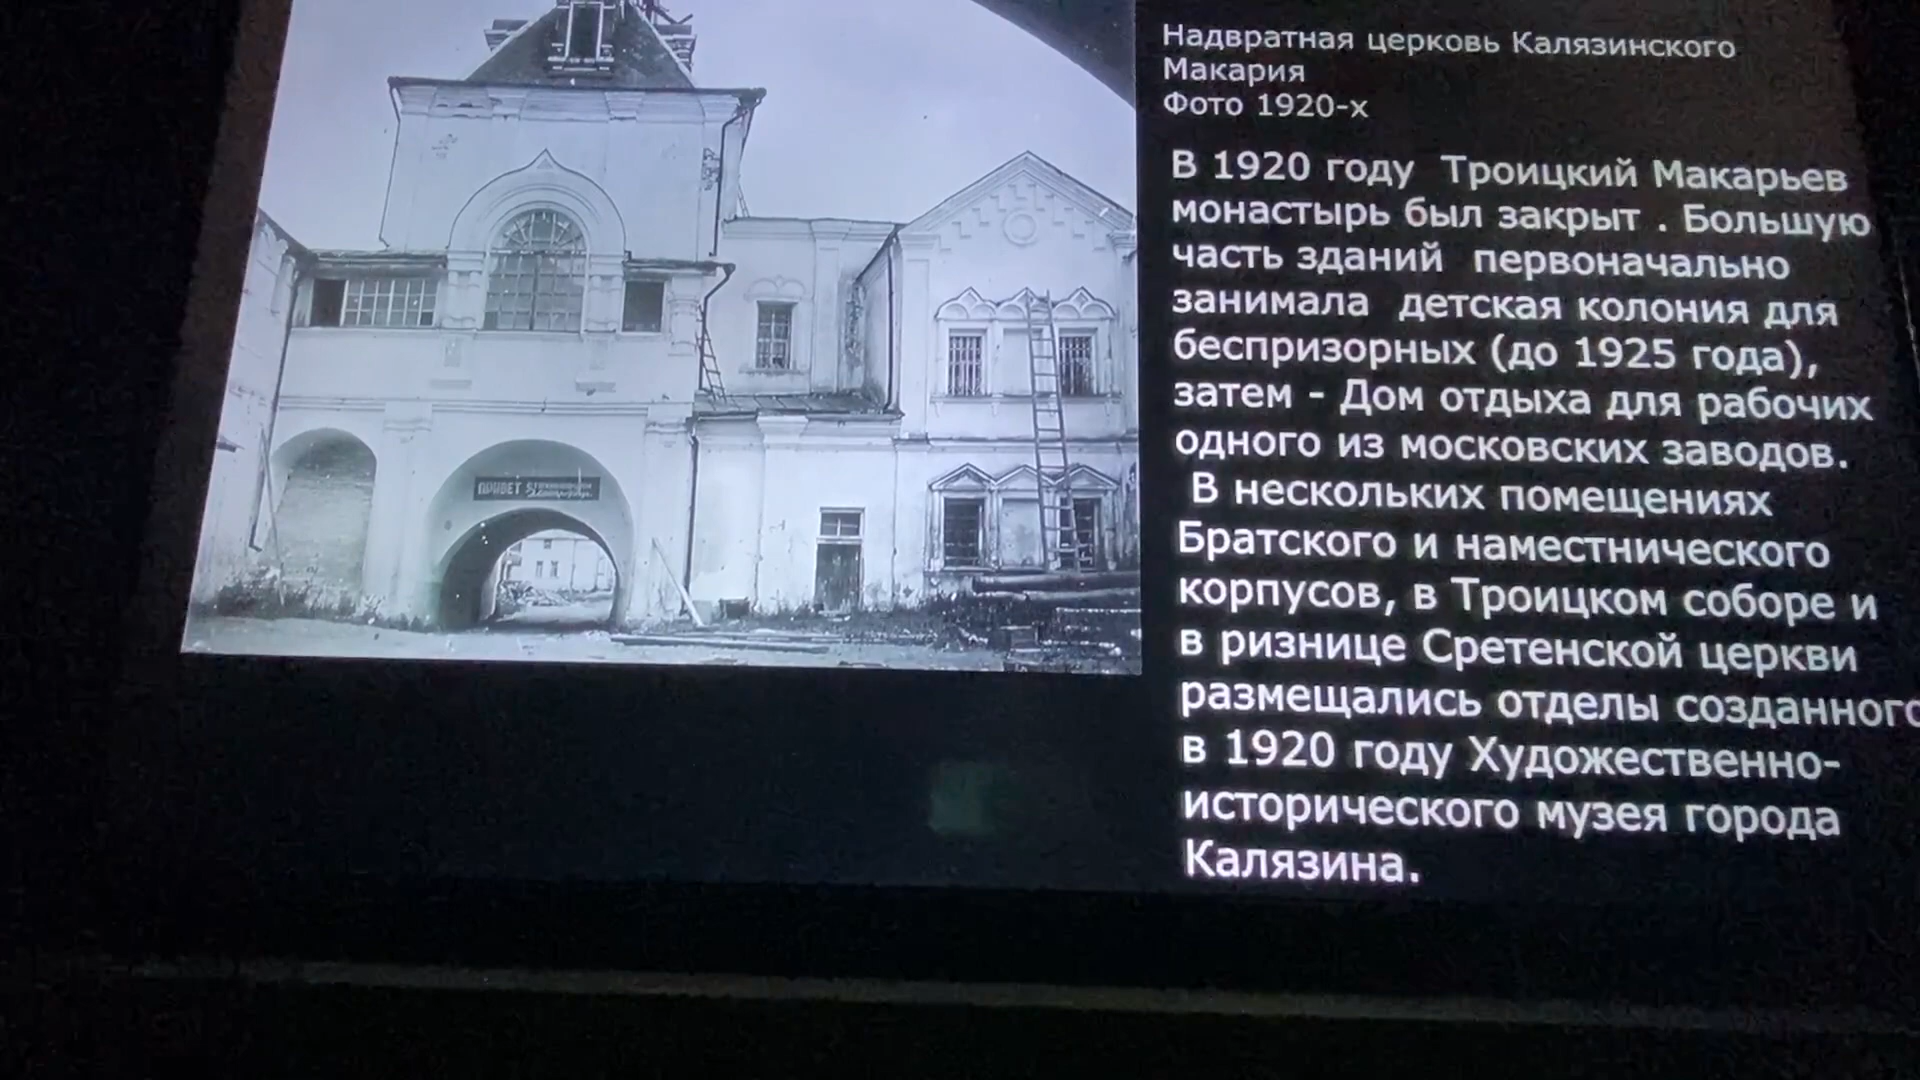 Надвратная церковь Калязинского
Макария
Фото 1920-х
В 1920 году Троицкий Макарьев
монастырь был закрыт . Большую
часть зданий первоначально
занимала детская колония для
беспризорных (до 1925 года),
затем - Дом отдыха для рабочих
одного из московских заводов.
В нескольких помещениях
Братского и наместнического
корпусов, в Троицком соборе и
в ризнице Сретенской церкви
размещались отделы созданного
в 1920 году Художественно-
исторического музея города
Калязина.
ПРИВЕТ